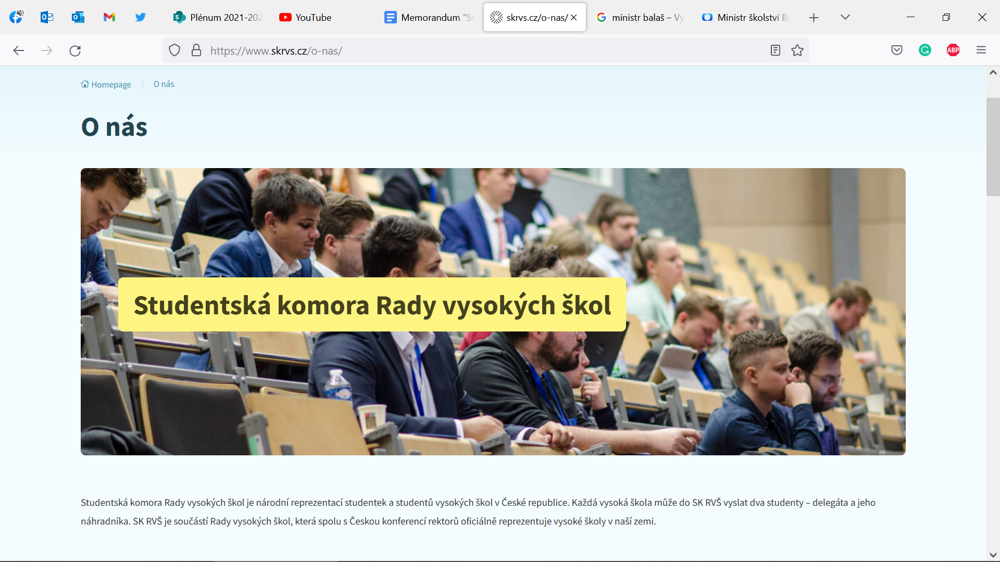 Plénum 2021-202
YouTube
Memorandum "St
skrvs.cz/o-nas/
ministr balaš – Vy
Ministr školství Ba
https://www.skrvs.cz/o-nas/
ABP
Homepage
O nás
O nás
Studentská komora Rady vysokých škol
Studentská komora Rady vysokých škol je národní reprezentací studentek a studentů vysokých škol v České republice. Každá vysoká škola může do SK RVŠ vyslat dva studenty – delegáta a jeho
náhradníka. SK RVŠ je součástí Rady vysokých škol, která spolu s Českou konferencí rektorů oficiálně reprezentuje vysoké školy v naší zemi.